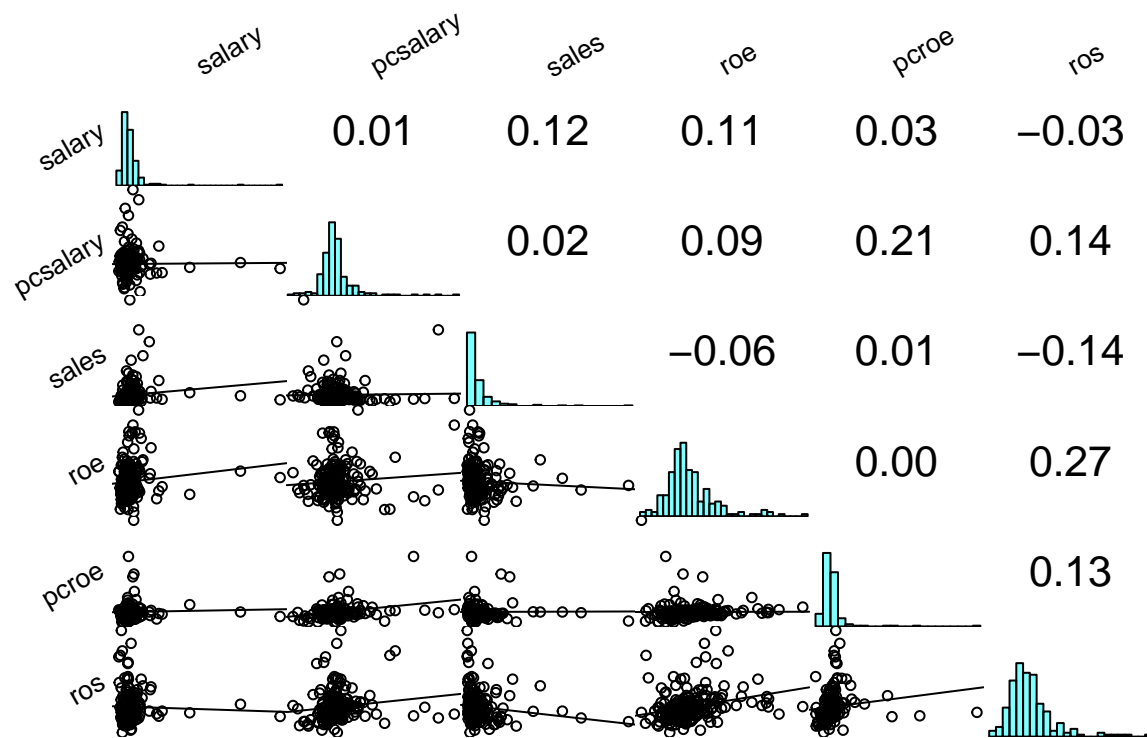 salary pcsalary sales roe pcroe ros
salary 0.01 0.12 0.11 0.03 −0.03
pcsalary 0.02 0.09 0.21 0.14
sales −0.06 0.01 −0.14
roe 0.00 0.27
pcroe 0.13
ros